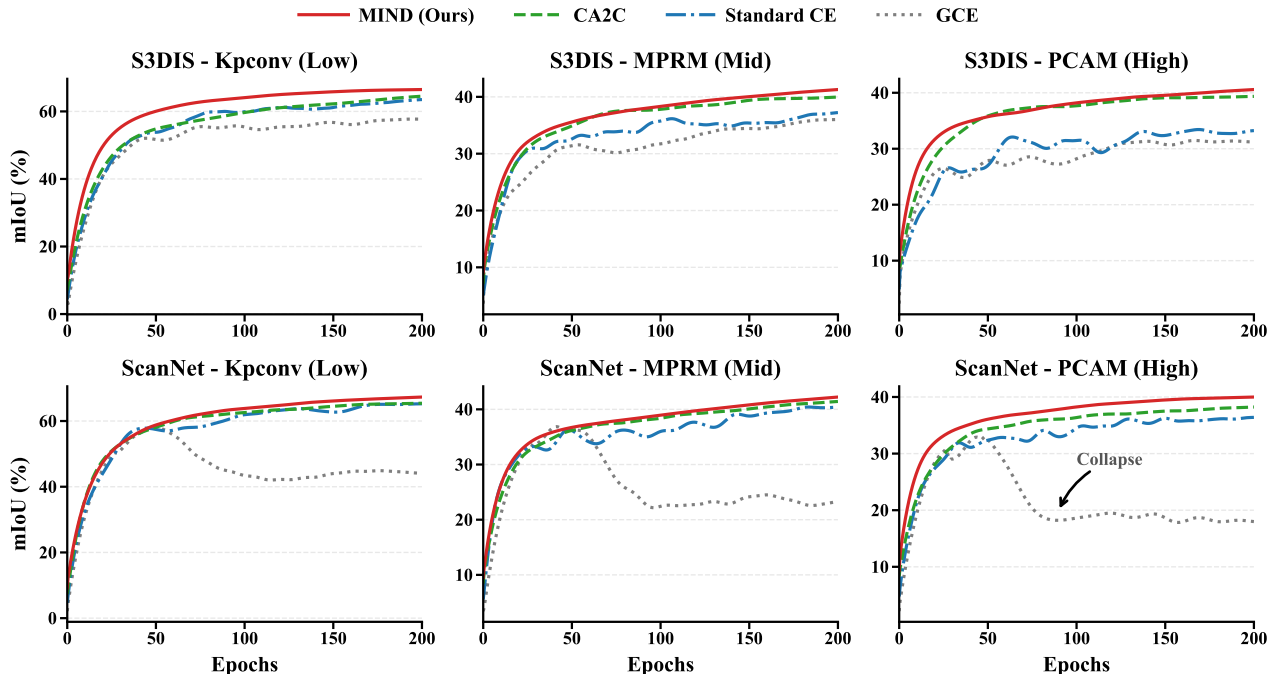 MIND (Ours) CA2C Standard CE GCE
S3DIS - Kpconv (Low)
mIoU (%)
60
40
20
0
0 50 100 150 200
S3DIS - MPRM (Mid)
40
30
20
10
0 50 100 150 200
S3DIS - PCAM (High)
40
30
20
10
0 50 100 150 200
ScanNet - Kpconv (Low)
mIoU (%)
60
40
20
0
0 50 100 150 200
Epochs
ScanNet - MPRM (Mid)
40
30
20
10
0 50 100 150 200
Epochs
ScanNet - PCAM (High)
40
30
20
10
Collapse
0 50 100 150 200
Epochs